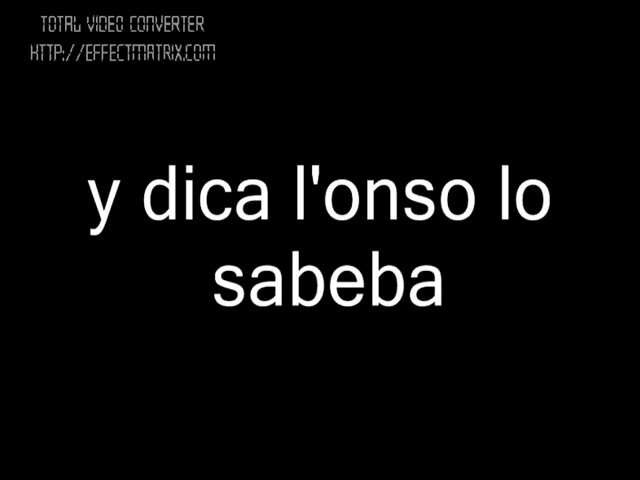 TOTAL VIDEO CONVERTER
HTTP://EFFECTMATRIX.COM
y dica l'onso lo
sabeba